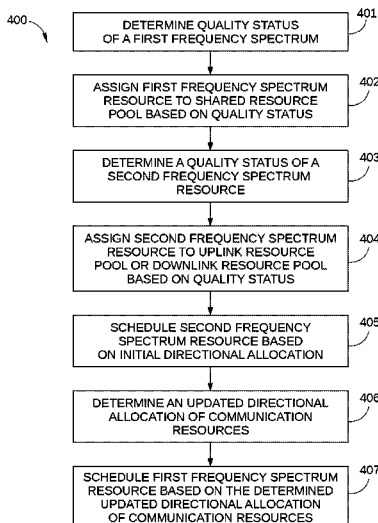 400
DETERMINE QUALITY STATUS
OF A FIRST FREQUENCY SPECTRUM
401
ASSIGN FIRST FREQUENCY SPECTRUM
RESOURCE TO SHARED RESOURCE
POOL BASED ON QUALITY STATUS
402
DETERMINE A QUALITY STATUS OF A
SECOND FREQUENCY SPECTRUM
RESOURCE
403
ASSIGN SECOND FREQUENCY SPECTRUM
RESOURCE TO UPLINK RESOURCE
POOL OR DOWNLINK RESOURCE POOL
BASED ON QUALITY STATUS
404
SCHEDULE SECOND FREQUENCY
SPECTRUM RESOURCE BASED
ON INITIAL DIRECTIONAL ALLOCATION
405
DETERMINE AN UPDATED DIRECTIONAL
ALLOCATION OF COMMUNICATION
RESOURCES
406
SCHEDULE FIRST FREQUENCY SPECTRUM
RESOURCE BASED ON THE DETERMINED
UPDATED DIRECTIONAL ALLOCATION
OF COMMUNICATION RESOURCES
407